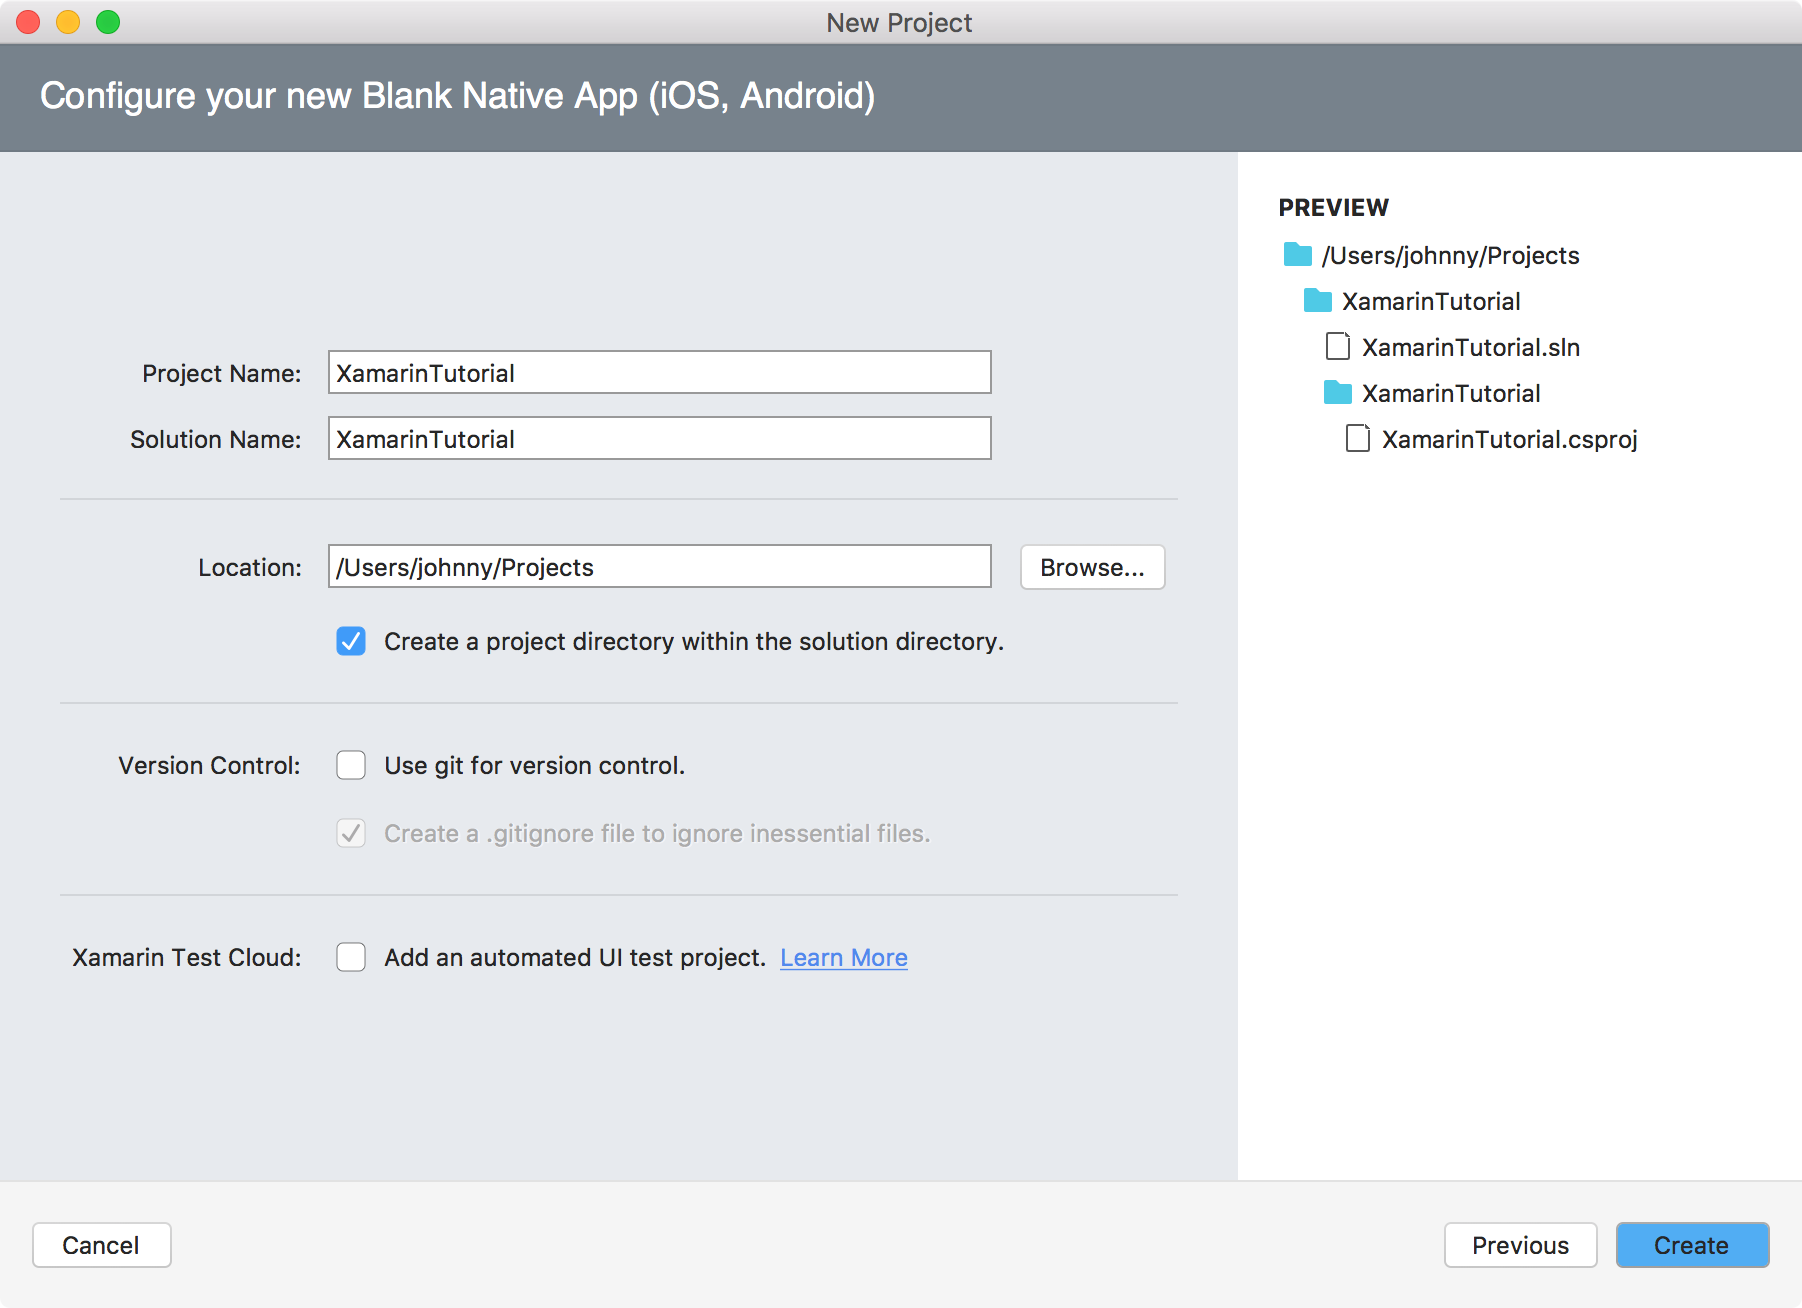 New Project
Configure your new Blank Native App (iOS, Android)
Project Name: XamarinTutorial
Solution Name: XamarinTutorial
Location: /Users/johnny/Projects Browse...
Create a project directory within the solution directory.
Version Control: Use git for version control.
Create a .gitignore file to ignore inessential files.
Xamarin Test Cloud: Add an automated UI test project. Learn More
PREVIEW
/Users/johnny/Projects
XamarinTutorial
XamarinTutorial.sln
XamarinTutorial
XamarinTutorial.csproj
Cancel Previous Create